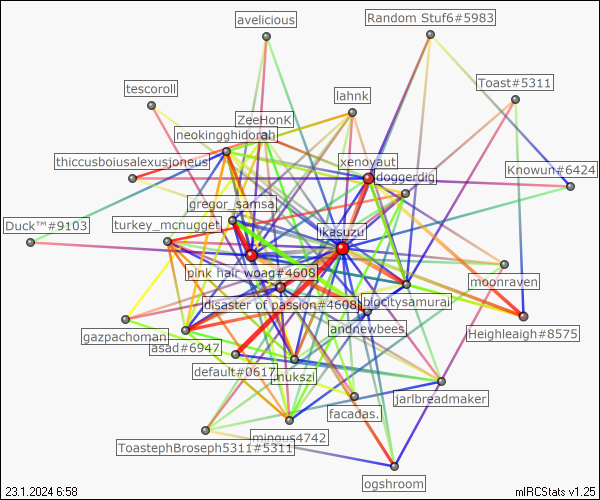 avelicious
Random Stuf6#5983
Toast#5311
tescoroll
lahnk
ZeeHonK
neokingghidorah
thiccusboiusalexusjoneus
xenoyaut
doggerdig
Knowun#6424
gregor_samsa
Duck™#9103
turkey_mcnugget
ikasuzu
pink hair woag#4608
moonraven
disaster of passion#4608
bigcitysamurai
andnewbees
gazpachoman
asad#6947
Heighleaigh#8575
default#0617
.mukszi
jarlbreadmaker
facadas.
mingus4742
ToastephBroseph5311#5311
ogshroom
23.1.2024 6:58
mIRCStats v1.25